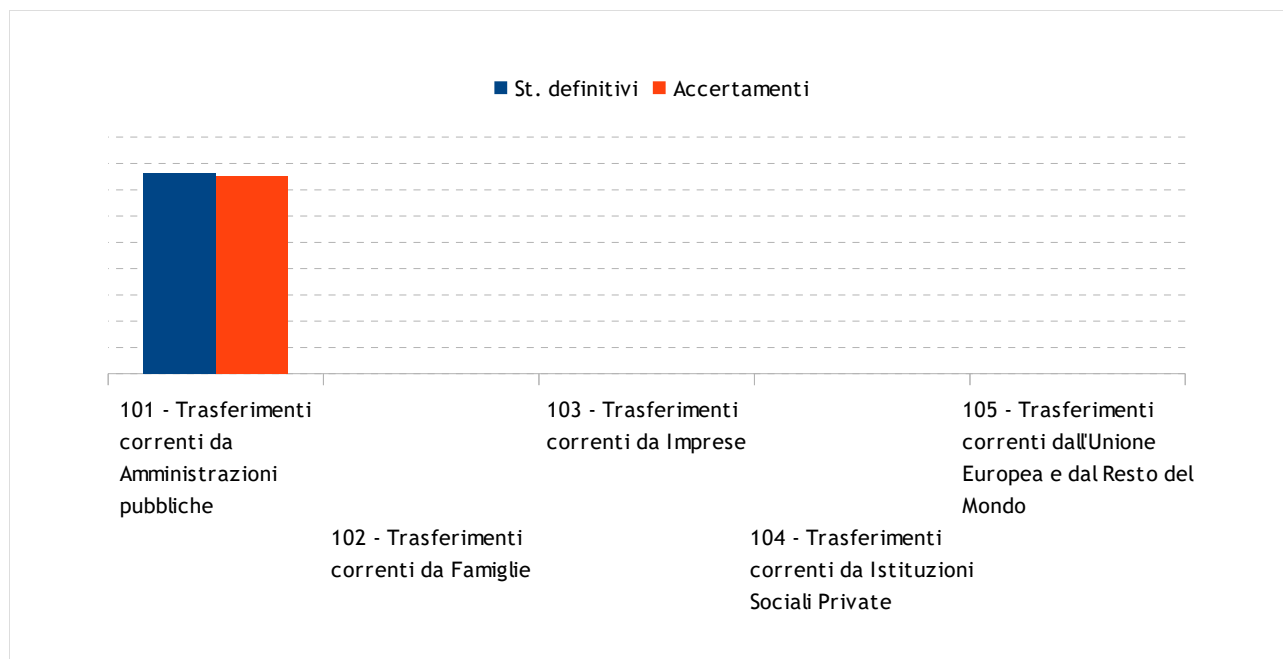 St. definitivi Accertamenti
101 - Trasferimenti
correnti da
Amministrazioni
pubbliche
102 - Trasferimenti
correnti da Famiglie
103 - Trasferimenti
correnti da Imprese
104 - Trasferimenti
correnti da Istituzioni
Sociali Private
105 - Trasferimenti
correnti dall'Unione
Europea e dal Resto del
Mondo